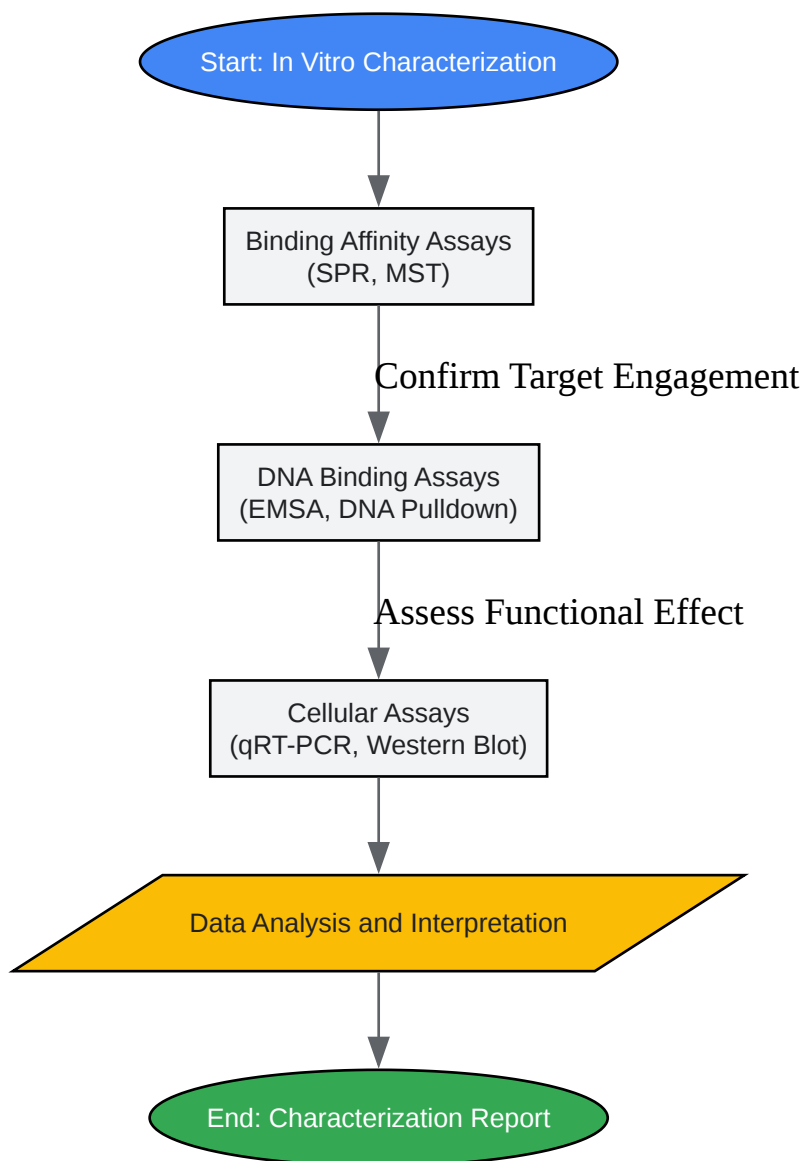 Start: In Vitro Characterization
Binding Affinity Assays
(SPR, MST)
Confirm Target Engagement
DNA Binding Assays
(EMSA, DNA Pulldown)
Assess Functional Effect
Cellular Assays
(qRT-PCR, Western Blot)
Data Analysis and Interpretation
End: Characterization Report